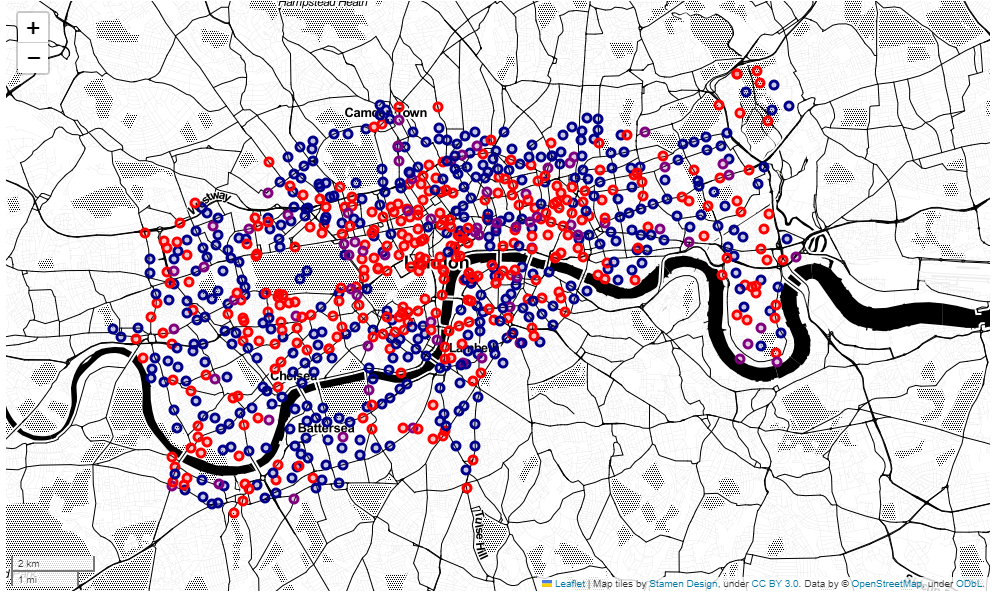 Hampstead Heath
+
−
Camden Town
Westway
London
Lambeth
Chelsea
Battersea
Tulse Hill
2 km
1 mi
Leaflet | Map tiles by Stamen Design, under CC BY 3.0. Data by © OpenStreetMap, under ODbL.